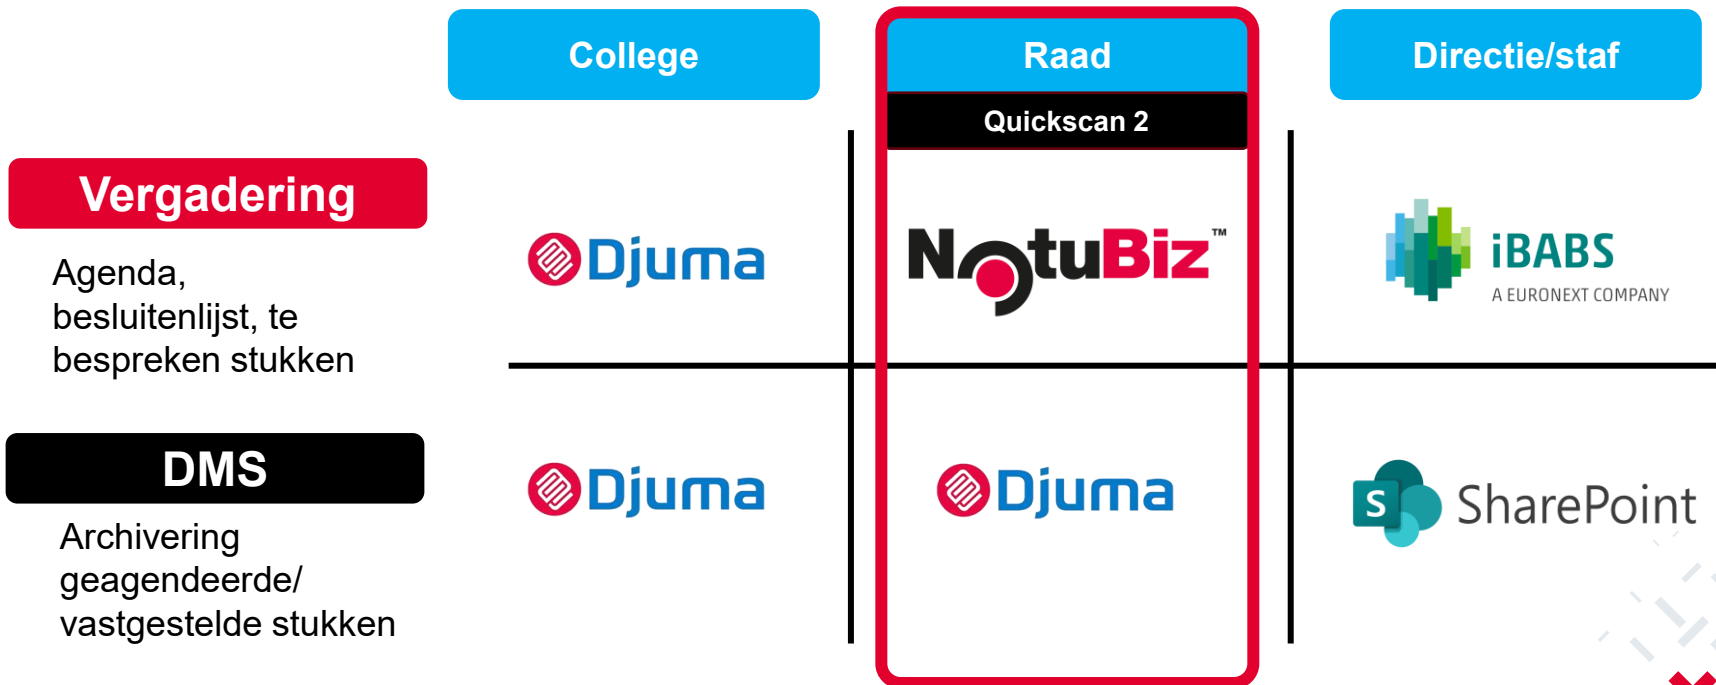 College
Raad
Directie/staf
Quickscan 2
Vergadering
Agenda,
besluitenlijst, te
bespreken stukken
Djuma
NotuBiz™
iBABS
A EURONEXT COMPANY
DMS
Archivering
geagendeerde/
vastgestelde stukken
Djuma
Djuma
S SharePoint